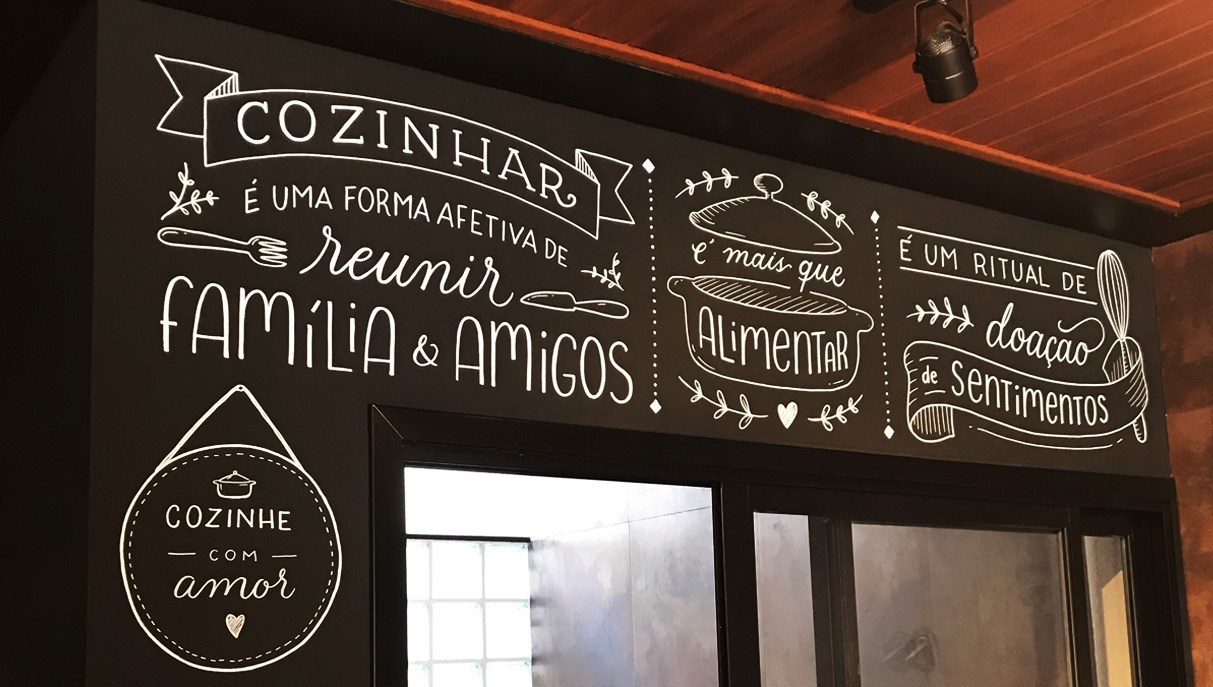 COZINHAR
É UMA FORMA AFETIVA DE
reunir
FAMÍLIA & AMIGOS
é mais que
ALIMENTAR
É UM RITUAL DE
doação
de SENTIMENTOS
COZINHE
COM
amor